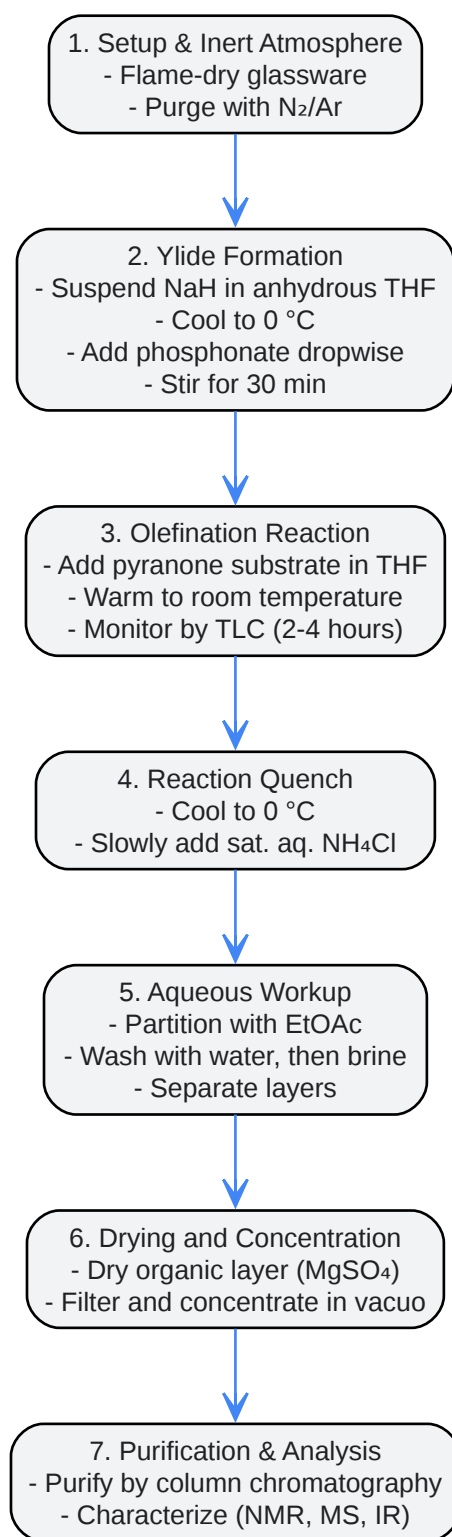 1. Setup & Inert Atmosphere
- Flame-dry glassware
- Purge with N₂/Ar
2. Ylide Formation
- Suspend NaH in anhydrous THF
- Cool to 0 °C
- Add phosphonate dropwise
- Stir for 30 min
3. Olefination Reaction
- Add pyranone substrate in THF
- Warm to room temperature
- Monitor by TLC (2-4 hours)
4. Reaction Quench
- Cool to 0 °C
- Slowly add sat. aq. NH₄Cl
5. Aqueous Workup
- Partition with EtOAc
- Wash with water, then brine
- Separate layers
6. Drying and Concentration
- Dry organic layer (MgSO₄)
- Filter and concentrate in vacuo
7. Purification & Analysis
- Purify by column chromatography
- Characterize (NMR, MS, IR)